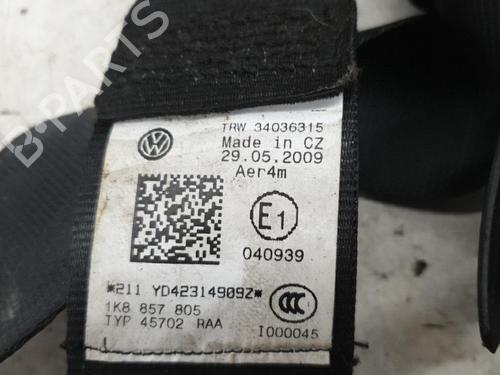 TRW 34036315
Made in CZ
29.05.2009
Aer4m
E1
040939
*211 YD42314909Z*
1K8 857 805
TYP 45702 RAA
CCC
I000045